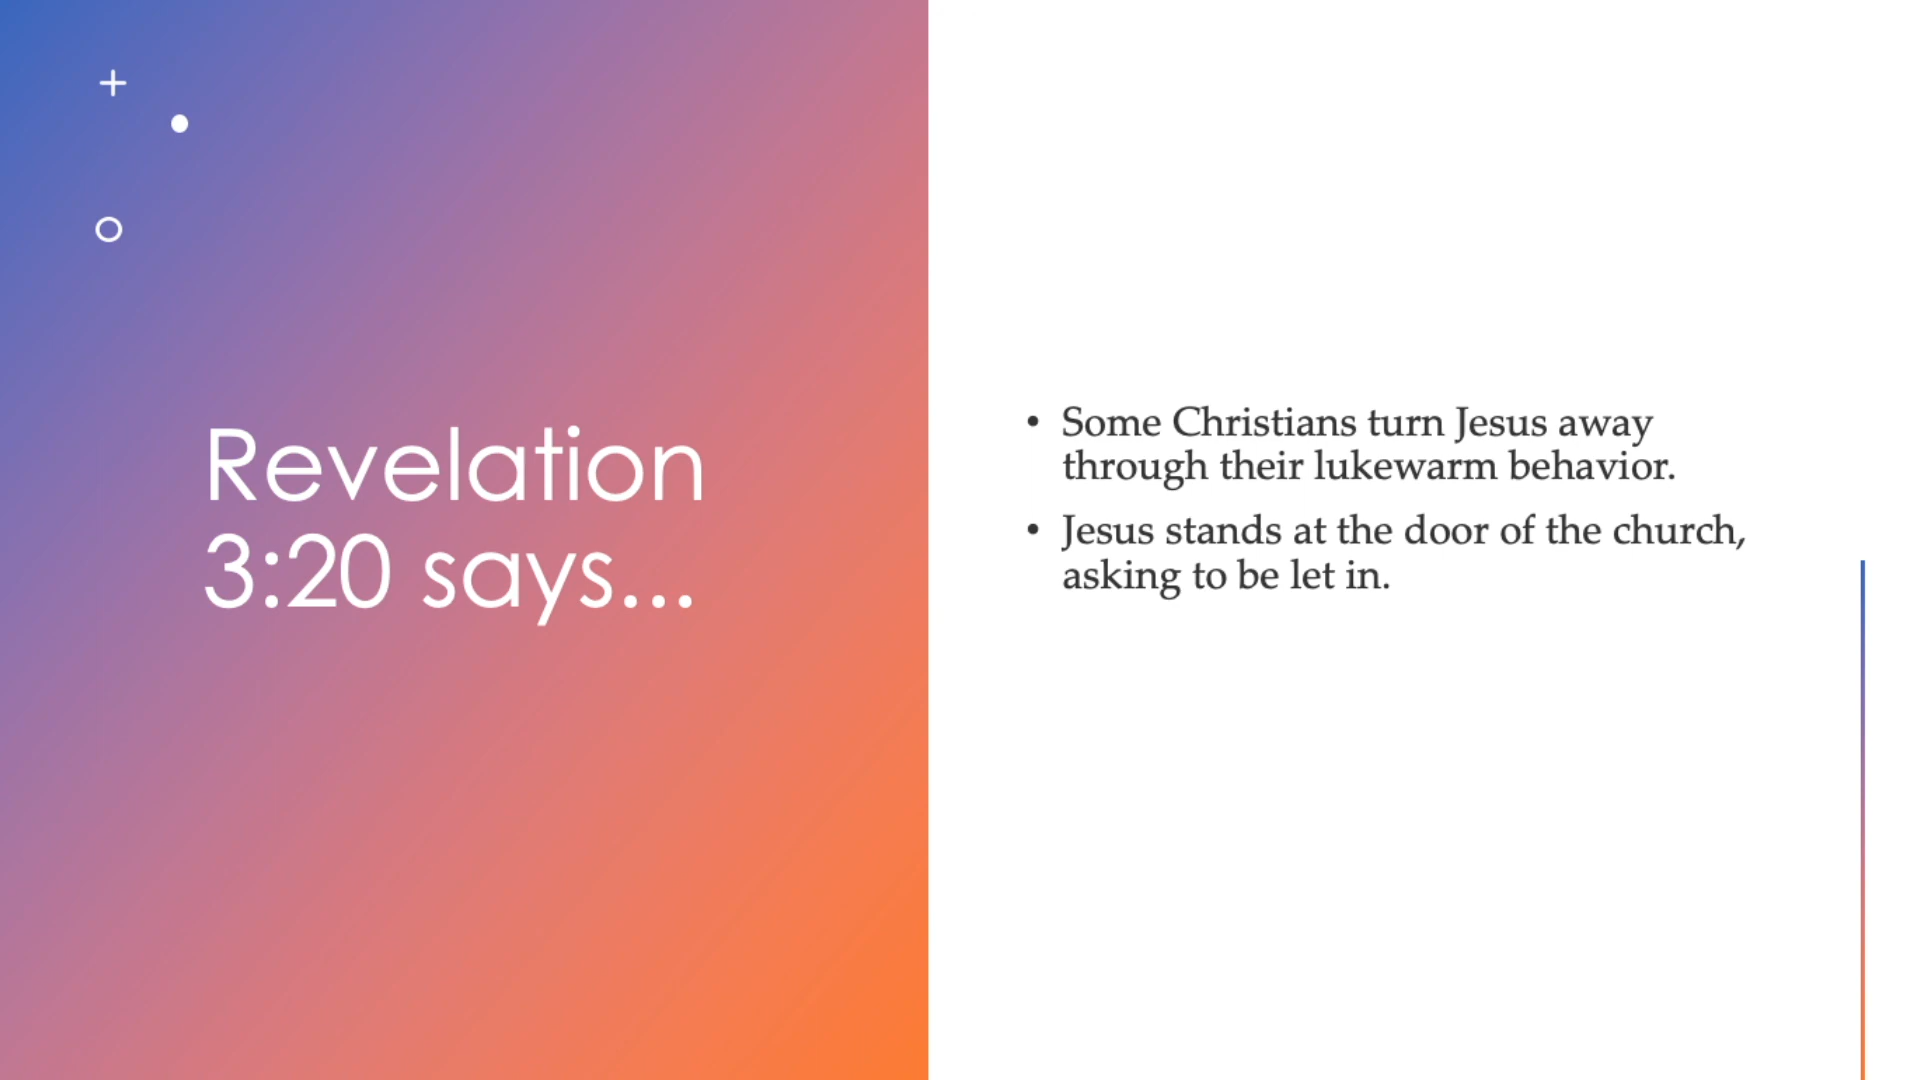 Revelation
3:20 says...
• Some Christians turn Jesus away
through their lukewarm behavior.
• Jesus stands at the door of the church,
asking to be let in.